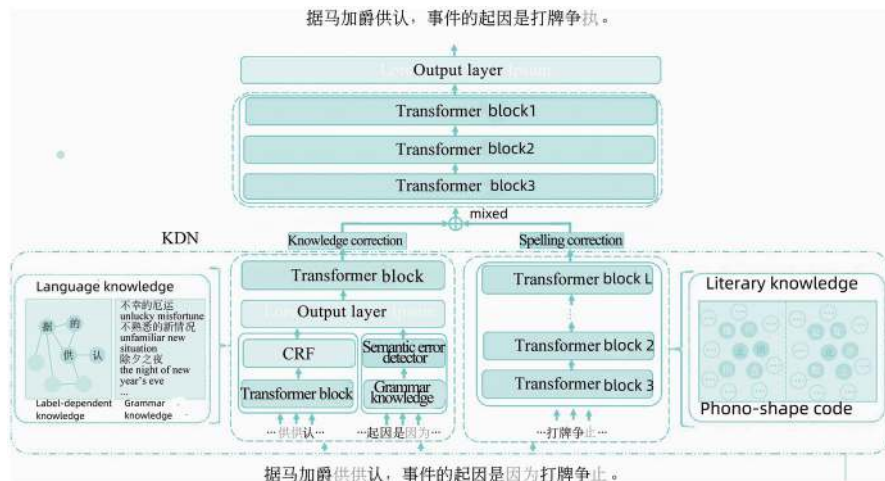 据马加爵供认，事件的起因是打牌争执。
Output layer
Transformer block1
Transformer block2
Transformer block3
mixed
KDN
Knowledge correction
Spelling correction
Language knowledge
据 的
供 认
不幸的厄运
unlucky misfortune
不熟悉的新情况
unfamiliar new
situation
除夕之夜
the night of new
year's eve
...
Label-dependent
knowledge
Grammar
knowledge
Transformer block
Output layer
CRF
Transformer block
Semantic error
detector
Grammar
knowledge
…供供认…
…起因是因为…
Transformer block L
Transformer block 2
Transformer block 3
…打牌争止…
Literary knowledge
Phono-shape code
据马加爵供供认，事件的起因是因为打牌争止。